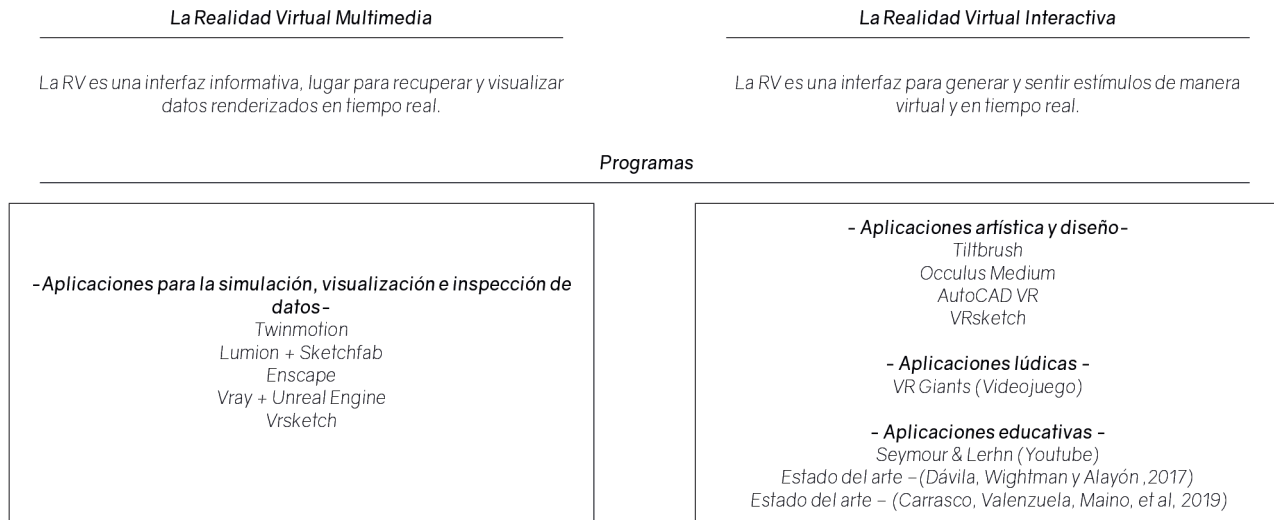 La Realidad Virtual Multimedia
La RV es una interfaz informativa, lugar para recuperar y visualizar
datos renderizados en tiempo real.
La Realidad Virtual Interactiva
La RV es una interfaz para generar y sentir estímulos de manera
virtual y en tiempo real.
Programas
-Aplicaciones para la simulación, visualización e inspección de
datos-
Twinmotion
Lumion + Sketchfab
Enscape
Vray + Unreal Engine
Vrsketch
- Aplicaciones artística y diseño-
Tiltbrush
Occulus Medium
AutoCAD VR
VRsketch
- Aplicaciones lúdicas -
VR Giants (Videojuego)
- Aplicaciones educativas -
Seymour & Lerhn (Youtube)
Estado del arte –(Dávila, Wightman y Alayón ,2017)
Estado del arte – (Carrasco, Valenzuela, Maino, et al, 2019)